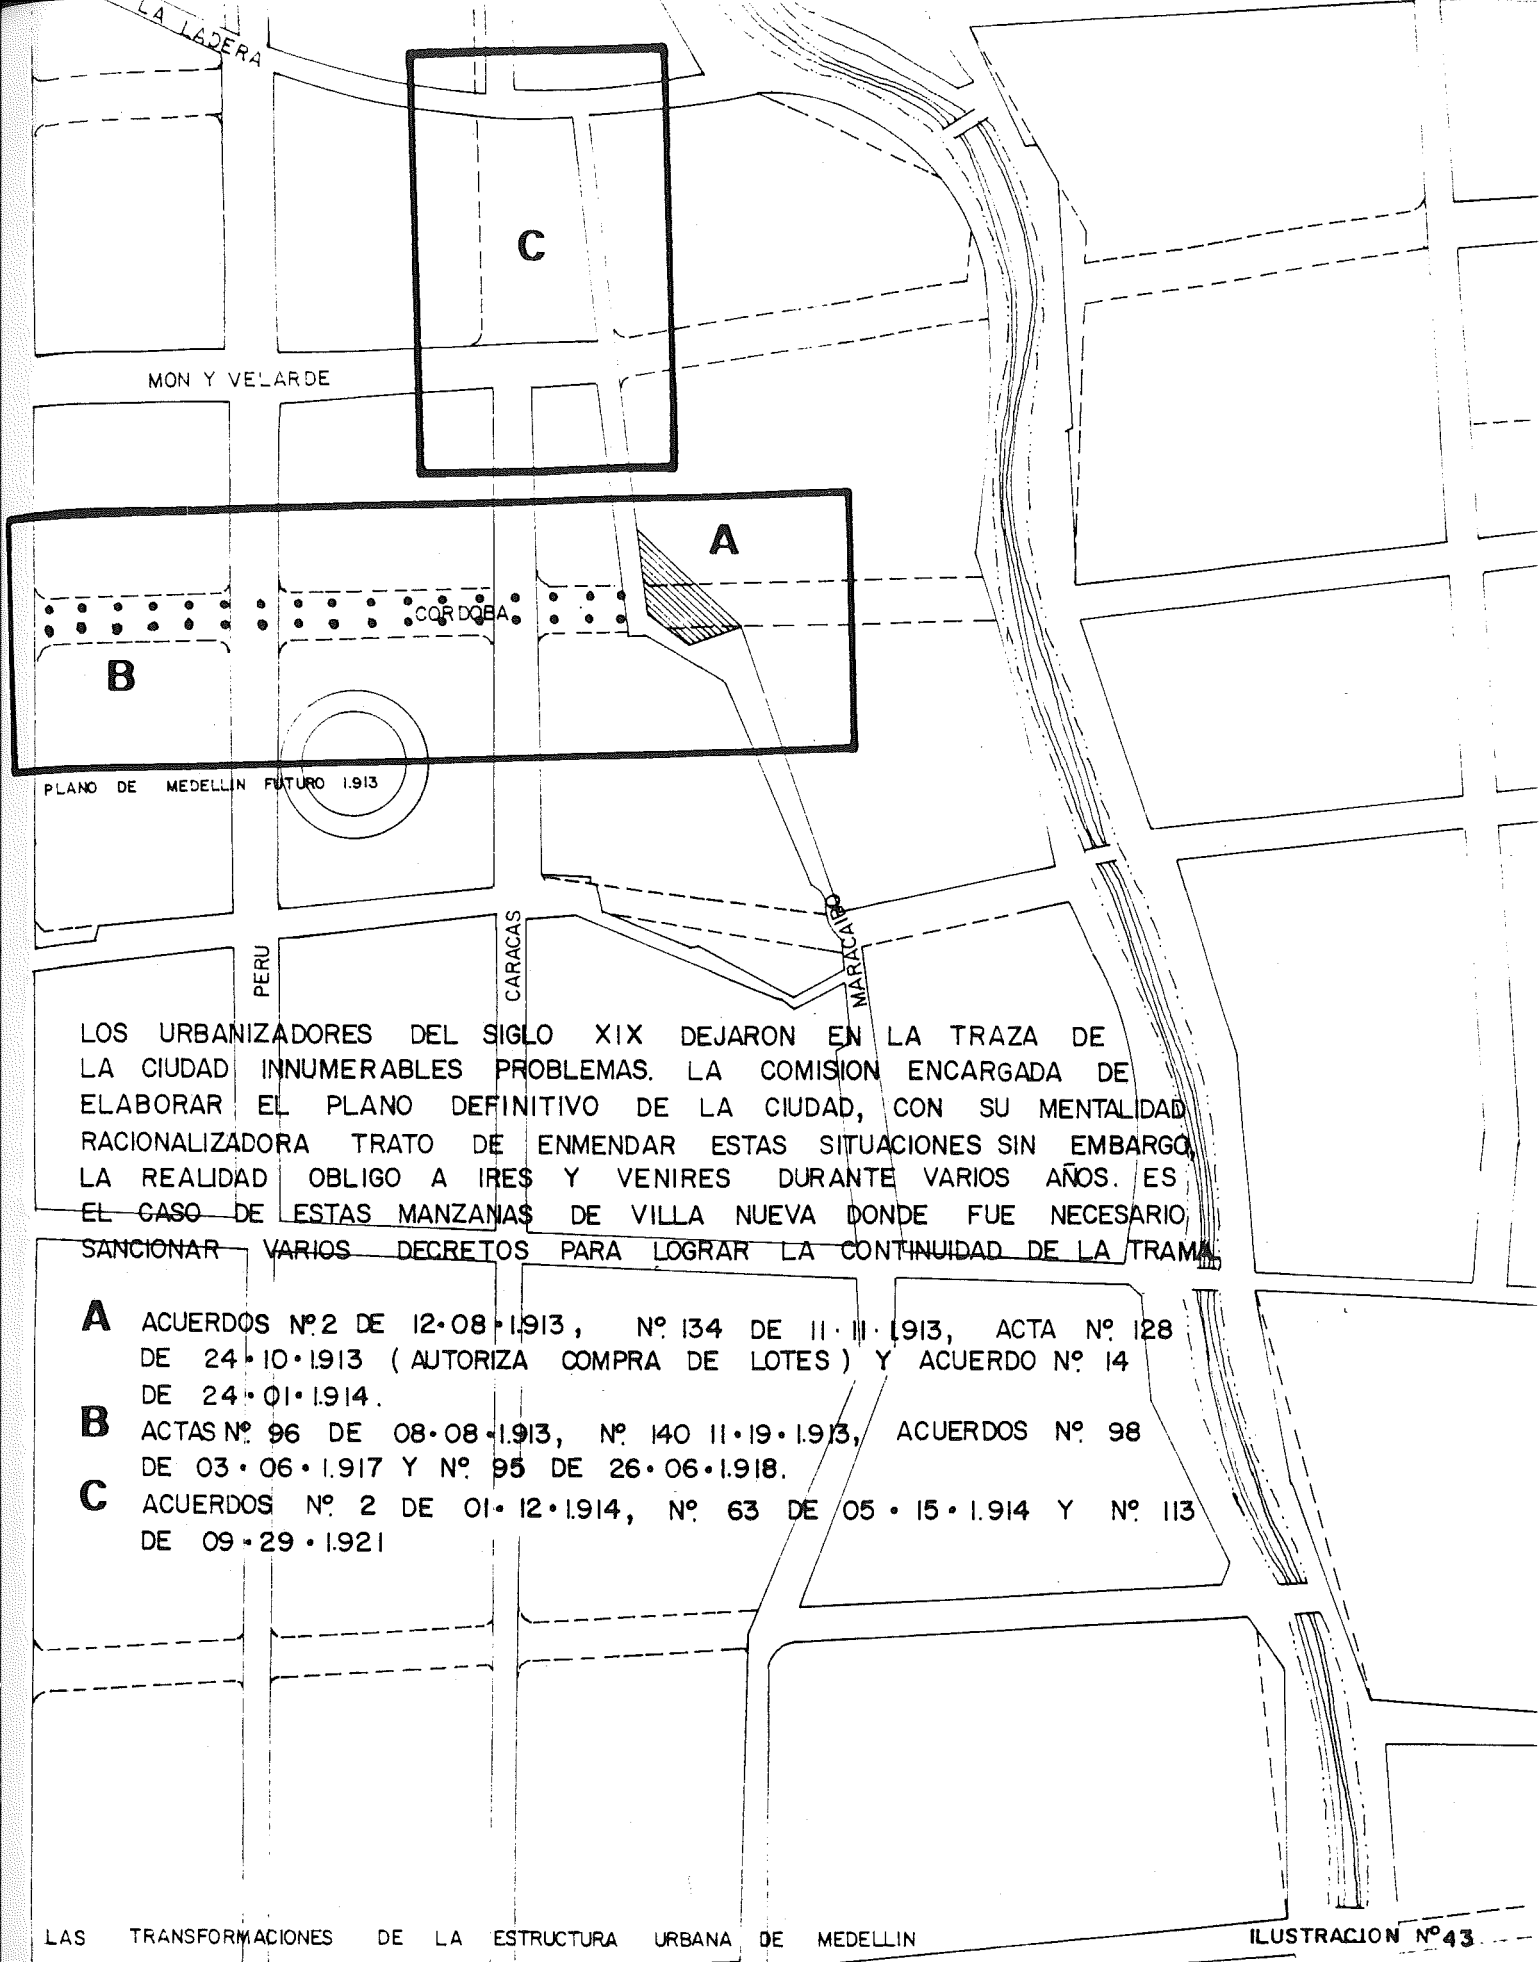 LA LADERA
C
MON Y VELARDE
A
CORDOBA
B
PLANO DE MEDELLIN FUTURO 1.913
PERU
CARACAS
MARACAIBO
LOS URBANIZADORES DEL SIGLO XIX DEJARON EN LA TRAZA DE
LA CIUDAD INNUMERABLES PROBLEMAS. LA COMISION ENCARGADA DE
ELABORAR EL PLANO DEFINITIVO DE LA CIUDAD, CON SU MENTALIDAD
RACIONALIZADORA TRATO DE ENMENDAR ESTAS SITUACIONES SIN EMBARGO,
LA REALIDAD OBLIGO A IRES Y VENIRES DURANTE VARIOS AÑOS. ES
EL CASO DE ESTAS MANZANAS DE VILLA NUEVA DONDE FUE NECESARIO
SANCIONAR VARIOS DECRETOS PARA LOGRAR LA CONTINUIDAD DE LA TRAMA.
A ACUERDOS Nº 2 DE 12·08·1.913, Nº 134 DE 11·11·1.913, ACTA Nº 128
DE 24·10·1.913 (AUTORIZA COMPRA DE LOTES) Y ACUERDO Nº 14
DE 24·01·1.914.
B ACTAS Nº 96 DE 08·08·1.913, Nº 140 11·19·1.913, ACUERDOS Nº 98
DE 03·06·1.917 Y Nº 95 DE 26·06·1.918.
C ACUERDOS Nº 2 DE 01·12·1.914, Nº 63 DE 05·15·1.914 Y Nº 113
DE 09·29·1.921
LAS TRANSFORMACIONES DE LA ESTRUCTURA URBANA DE MEDELLIN
ILUSTRACION Nº 43